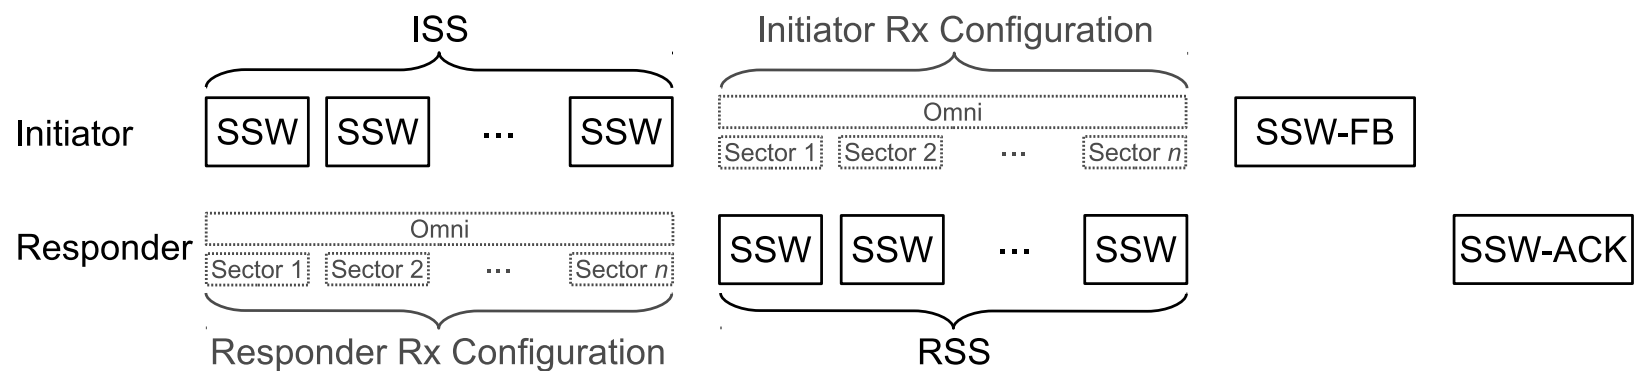 ISS
Initiator Rx Configuration
Initiator SSW SSW ... SSW Omni SSW-FB
Sector 1 Sector 2 ... Sector n
Responder Omni SSW SSW ... SSW SSW-ACK
Sector 1 Sector 2 ... Sector n
Responder Rx Configuration
RSS